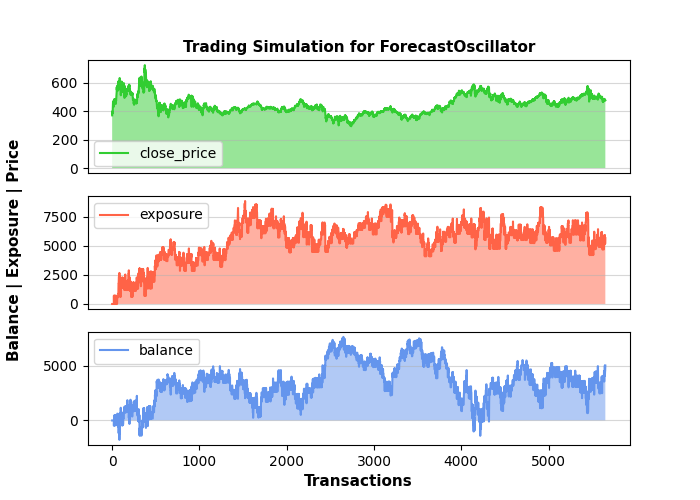 Trading Simulation for ForecastOscillator
Balance | Exposure | Price
600
400
200
0
close_price
7500
5000
2500
0
exposure
5000
0
balance
0 1000 2000 3000 4000 5000
Transactions